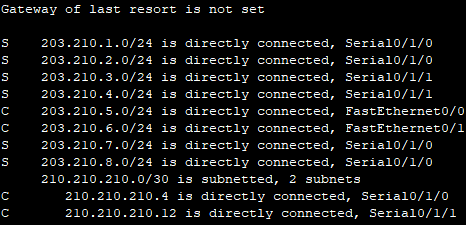 Gateway of last resort is not set
S    203.210.1.0/24 is directly connected, Serial0/1/0
S    203.210.2.0/24 is directly connected, Serial0/1/0
S    203.210.3.0/24 is directly connected, Serial0/1/1
S    203.210.4.0/24 is directly connected, Serial0/1/1
C    203.210.5.0/24 is directly connected, FastEthernet0/0
C    203.210.6.0/24 is directly connected, FastEthernet0/1
S    203.210.7.0/24 is directly connected, Serial0/1/0
S    203.210.8.0/24 is directly connected, Serial0/1/0
     210.210.210.0/30 is subnetted, 2 subnets
C       210.210.210.4 is directly connected, Serial0/1/0
C       210.210.210.12 is directly connected, Serial0/1/1